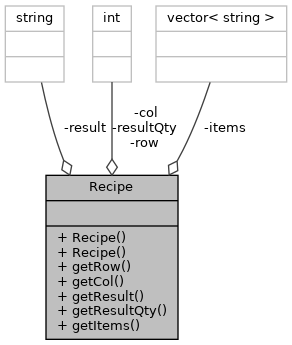 string
int
vector< string >
-result
-col
-resultQty
-row
-items
Recipe
+ Recipe()
+ Recipe()
+ getRow()
+ getCol()
+ getResult()
+ getResultQty()
+ getItems()